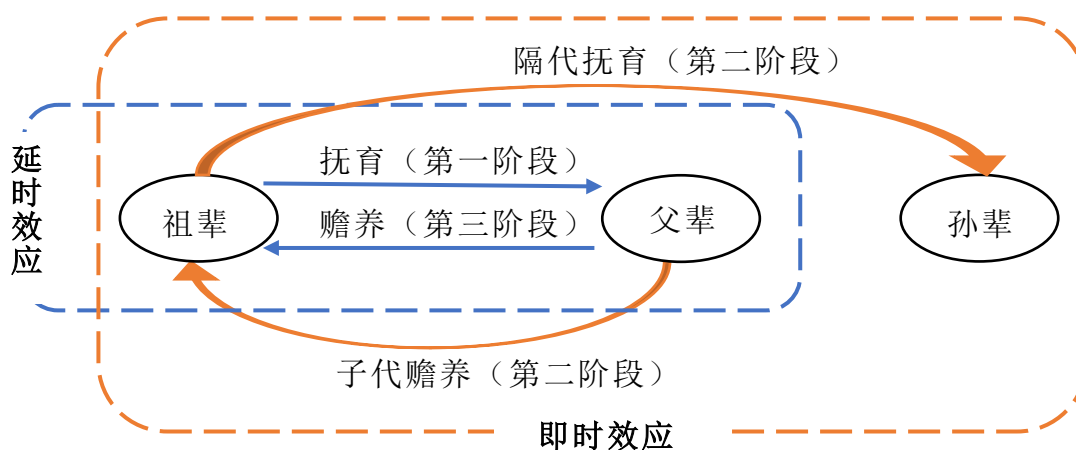 隔代抚育（第二阶段）
延时效应
抚育（第一阶段）
祖辈
赡养（第三阶段）
父辈
孙辈
子代赡养（第二阶段）
即时效应